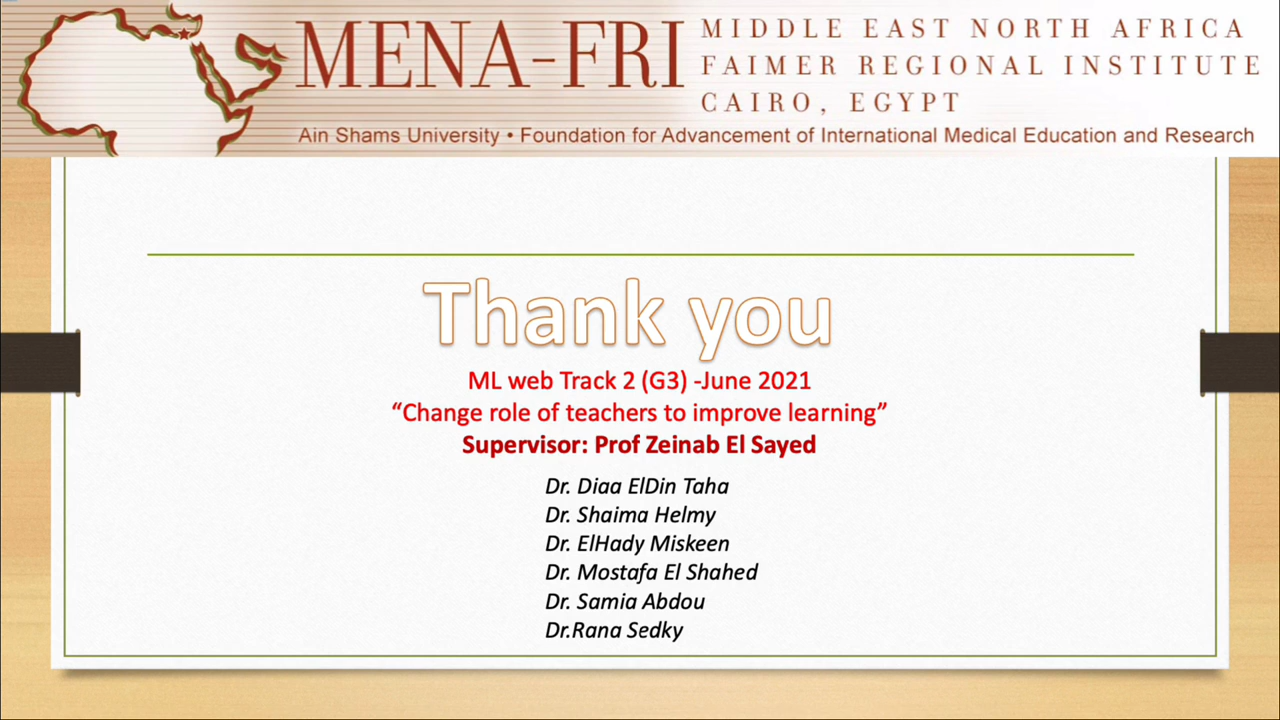 MENA-FRI
MIDDLE EAST NORTH AFRICA
FAIMER REGIONAL INSTITUTE
CAIRO, EGYPT
Ain Shams University • Foundation for Advancement of International Medical Education and Research
Thank you
ML web Track 2 (G3) -June 2021
“Change role of teachers to improve learning”
Supervisor: Prof Zeinab El Sayed
Dr. Diaa ElDin Taha
Dr. Shaima Helmy
Dr. ElHady Miskeen
Dr. Mostafa El Shahed
Dr. Samia Abdou
Dr.Rana Sedky